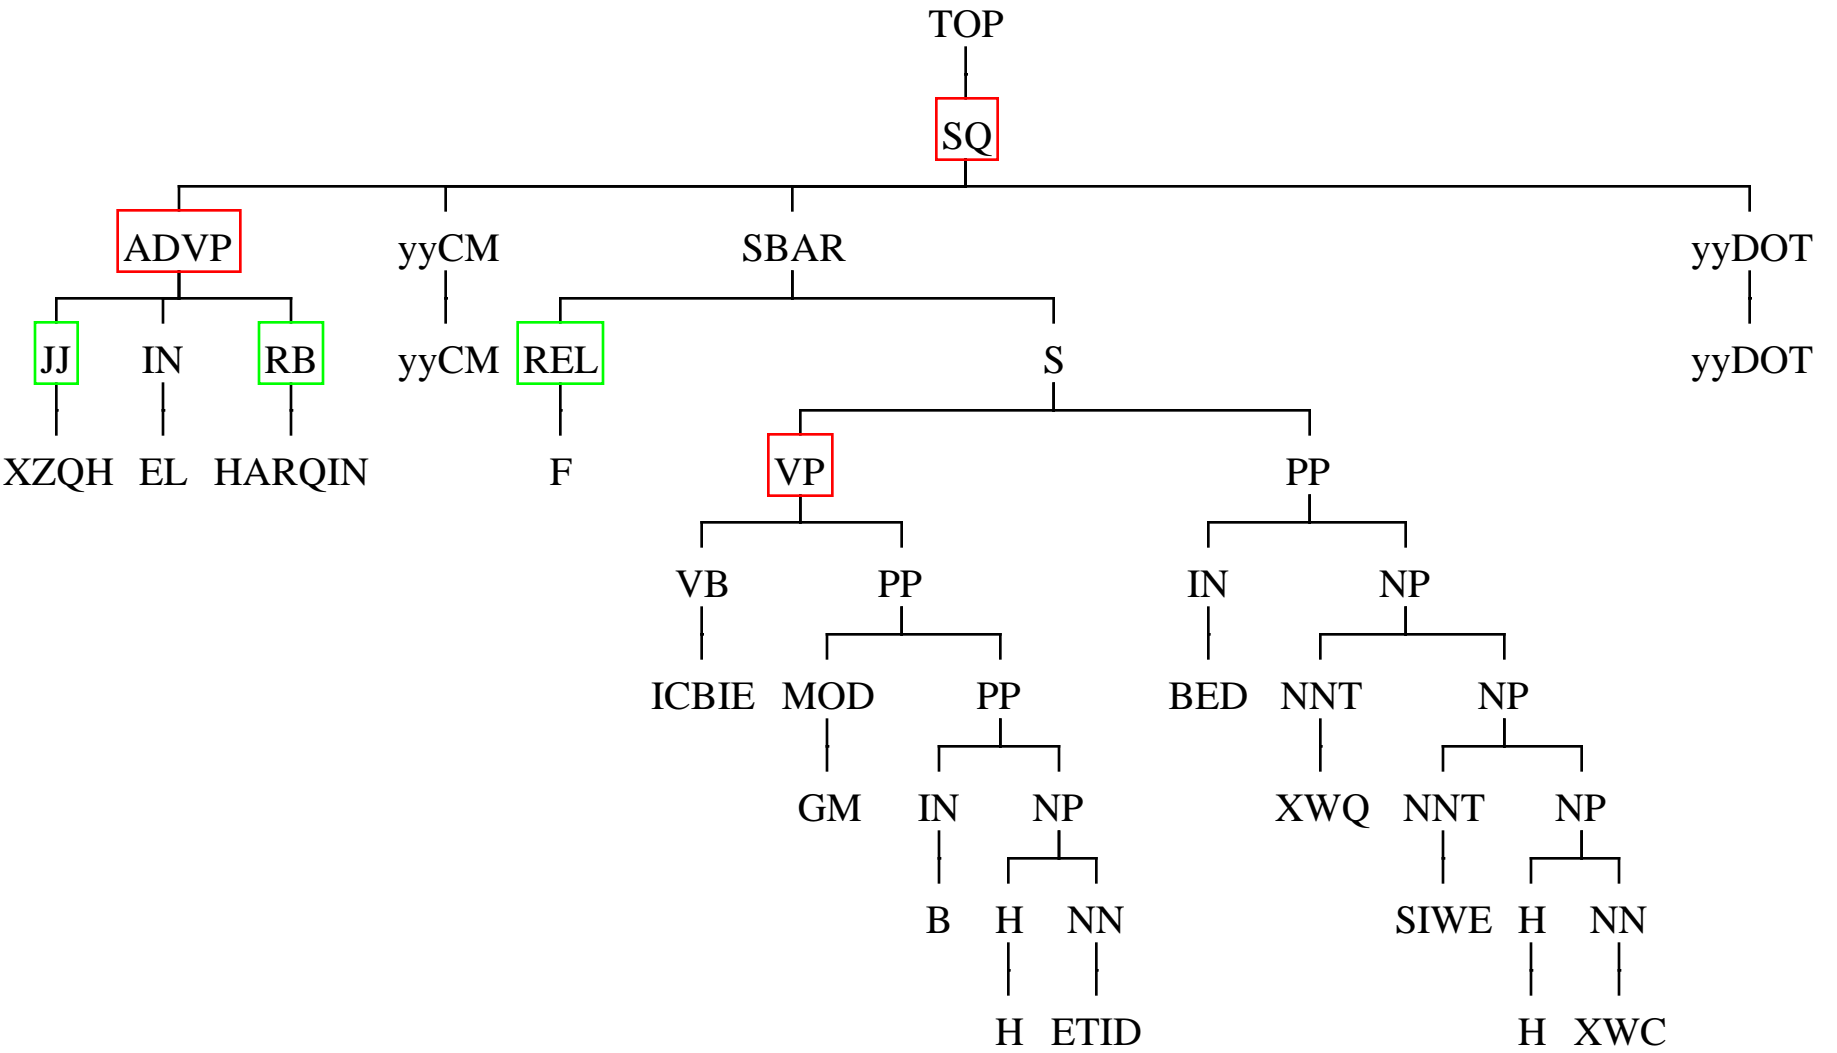 TOP
SQ
ADVP yyCM SBAR yyDOT
JJ IN RB yyCM REL S yyDOT
XZQH EL HARQIN F VP PP
VB PP IN NP
ICBIE MOD PP BED NNT NP
GM IN NP XWQ NNT NP
B H NN SIWE H NN
H ETID H XWC